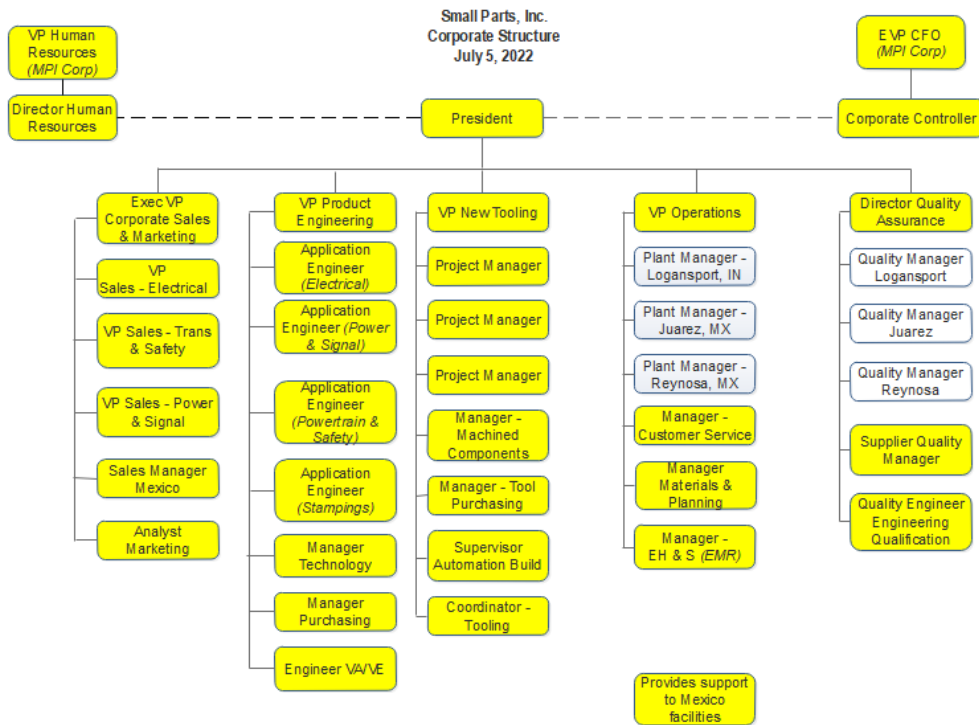 Small Parts, Inc.
Corporate Structure
July 5, 2022
VP Human
Resources
(MPI Corp)
EVP CFO
(MPI Corp)
Director Human
Resources
President
Corporate Controller
Exec VP
Corporate Sales
& Marketing
VP
Sales - Electrical
VP Sales - Trans
& Safety
VP Sales - Power
& Signal
Sales Manager
Mexico
Analyst
Marketing
VP Product
Engineering
Application
Engineer
(Electrical)
Application
Engineer (Power
& Signal)
Application
Engineer
(Powertrain &
Safety)
Application
Engineer
(Stampings)
Manager
Technology
Manager
Purchasing
Engineer VA/VE
VP New Tooling
Project Manager
Project Manager
Project Manager
Manager -
Machined
Components
Manager - Tool
Purchasing
Supervisor
Automation Build
Coordinator -
Tooling
VP Operations
Plant Manager -
Logansport, IN
Plant Manager -
Juarez, MX
Plant Manager -
Reynosa, MX
Manager -
Customer Service
Manager
Materials &
Planning
Manager -
EH & S (EMR)
Provides support
to Mexico
facilities
Director Quality
Assurance
Quality Manager
Logansport
Quality Manager
Juarez
Quality Manager
Reynosa
Supplier Quality
Manager
Quality Engineer
Engineering
Qualification